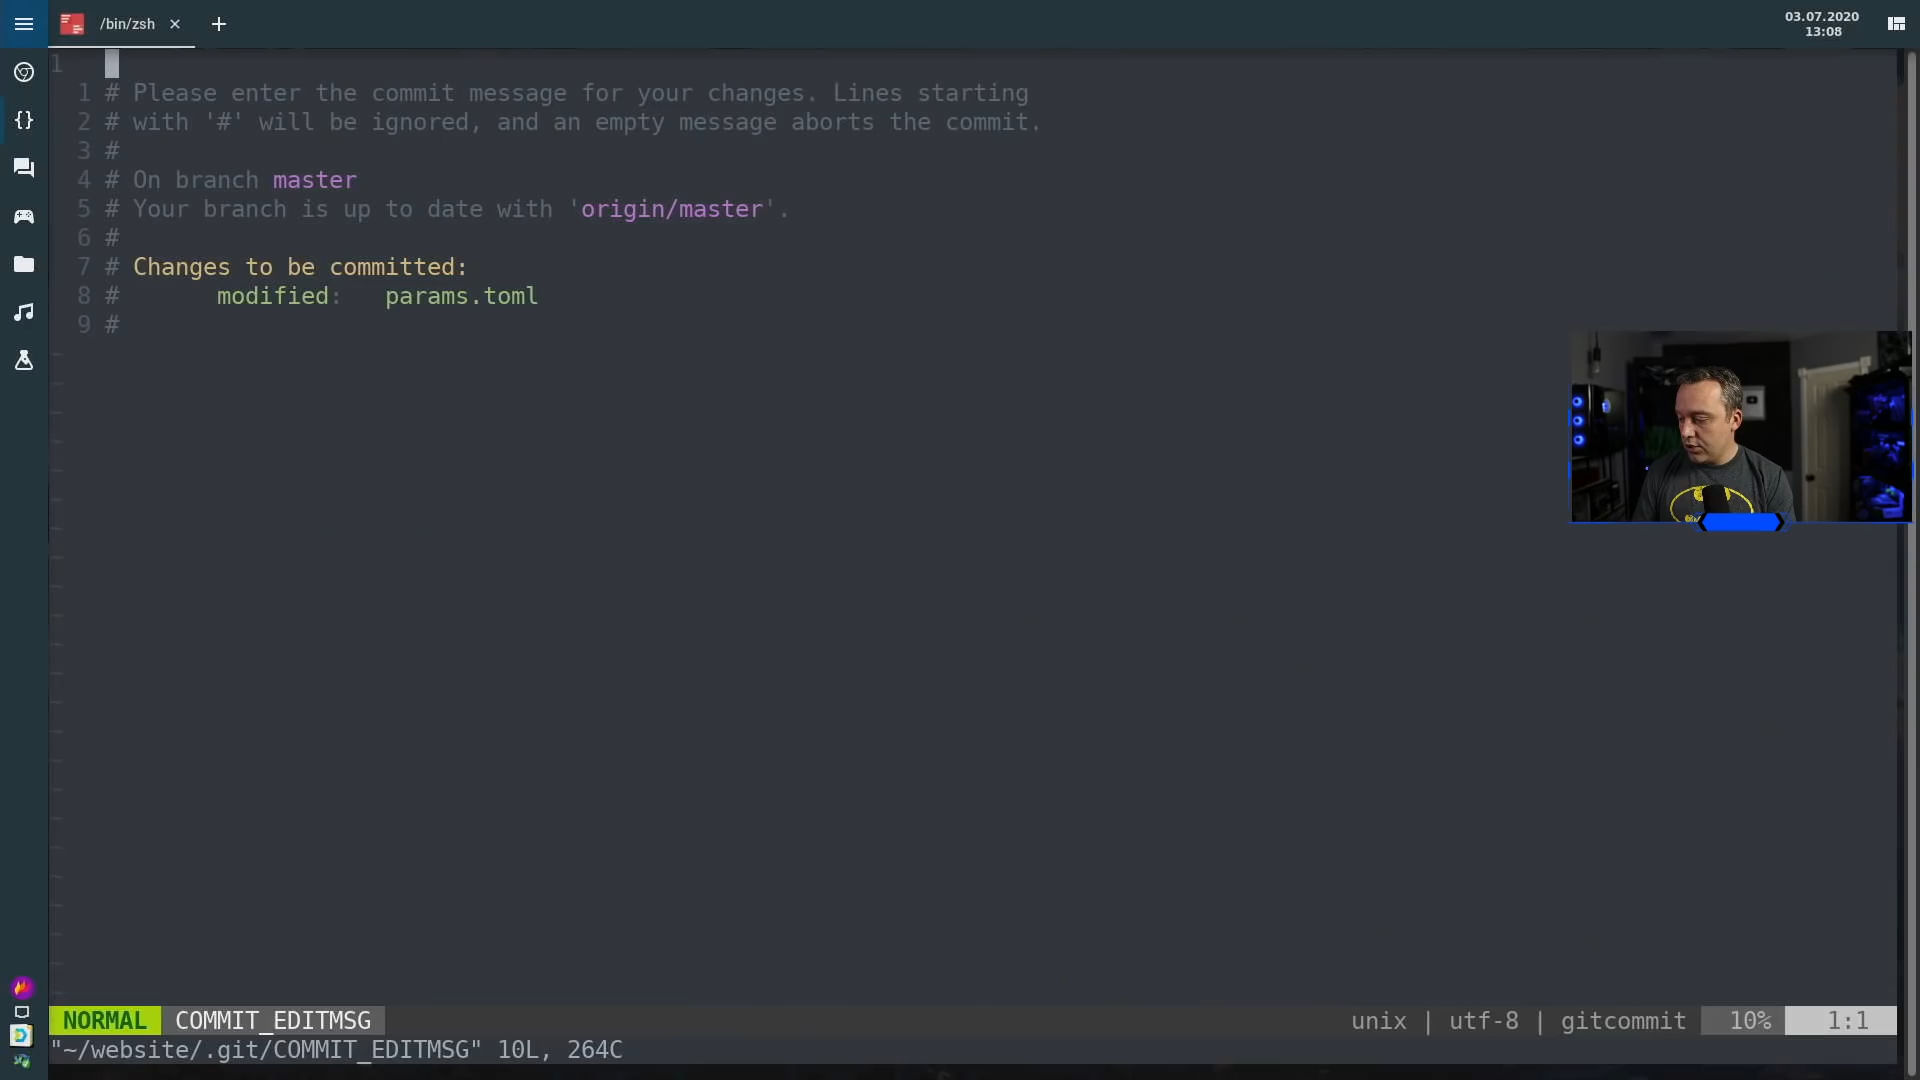 /bin/zsh
03.07.2020
13:08
1
1 # Please enter the commit message for your changes. Lines starting
2 # with '#' will be ignored, and an empty message aborts the commit.
3 #
4 # On branch master
5 # Your branch is up to date with 'origin/master'.
6 #
7 # Changes to be committed:
8 #       modified:   params.toml
9 #
NORMAL COMMIT_EDITMSG unix | utf-8 | gitcommit 10% 1:1
"~/website/.git/COMMIT_EDITMSG" 10L, 264C